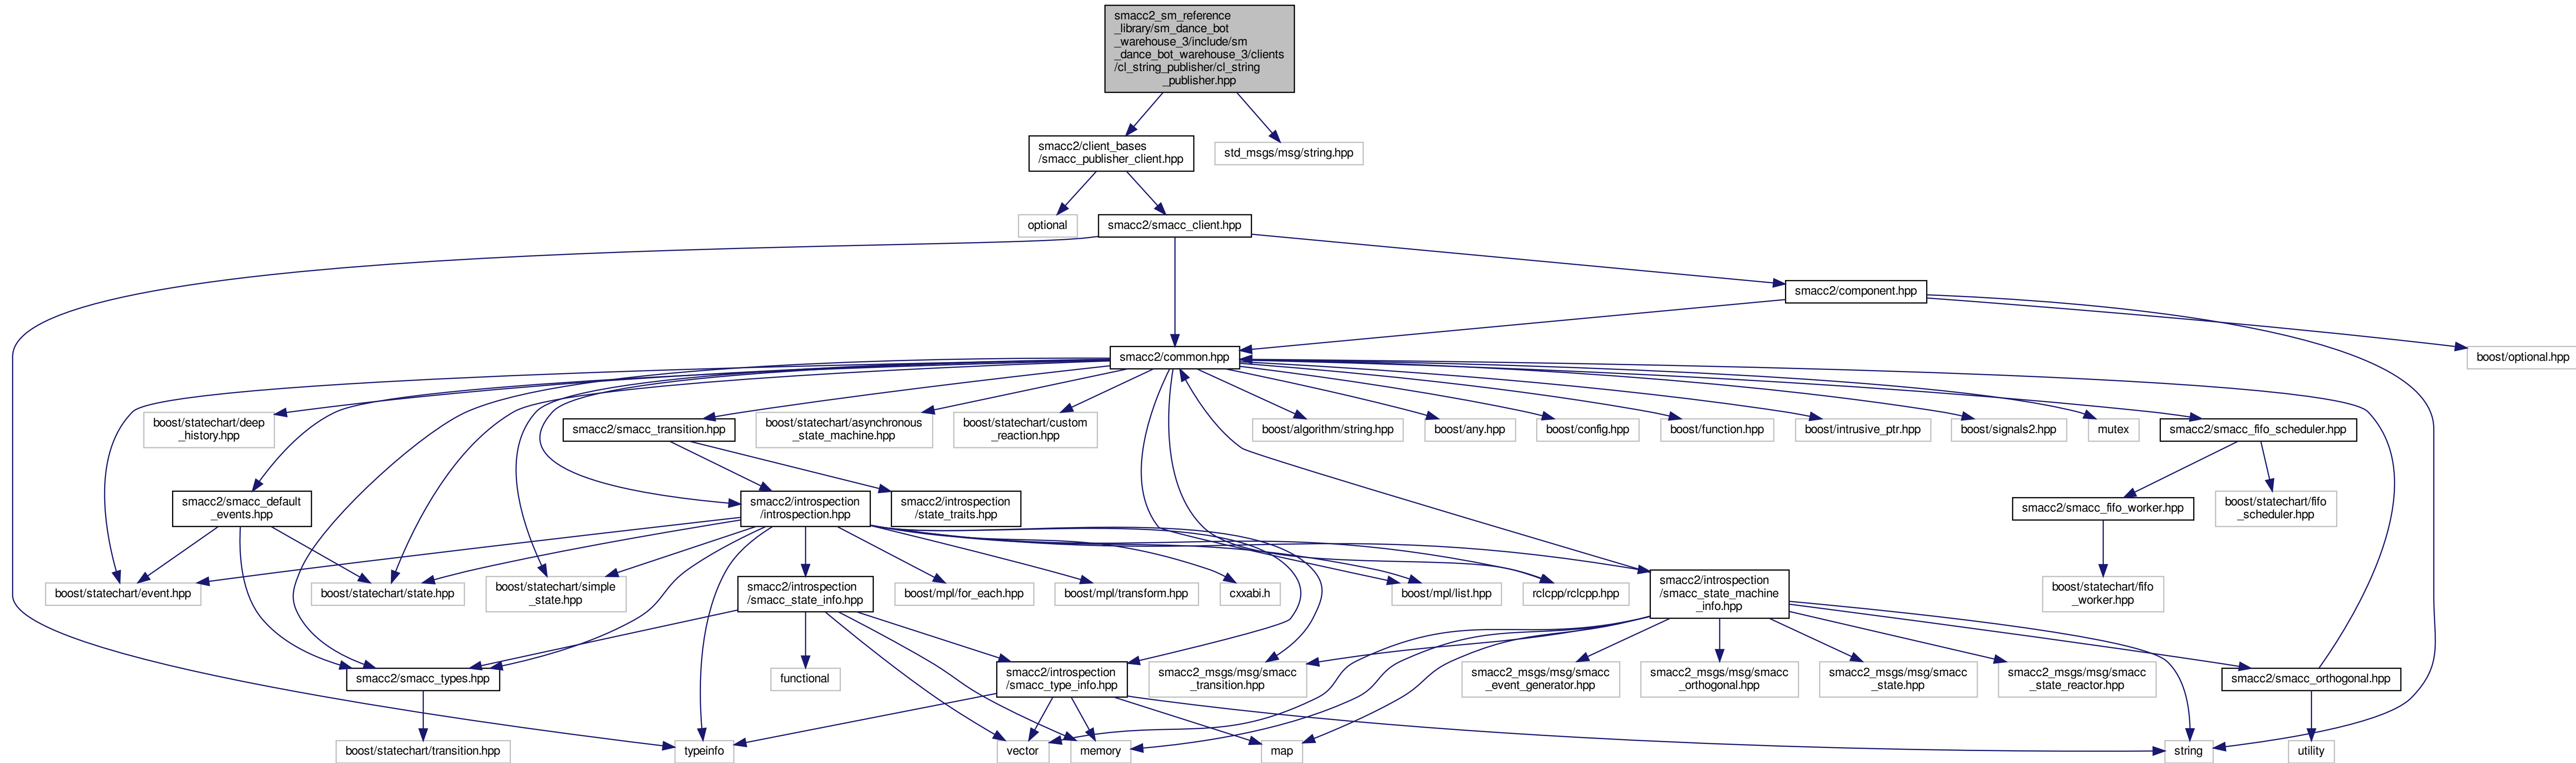 smacc2_sm_reference
_library/sm_dance_bot
_warehouse_3/include/sm
_dance_bot_warehouse_3/clients
/cl_string_publisher/cl_string
_publisher.hpp
smacc2/client_bases
/smacc_publisher_client.hpp
std_msgs/msg/string.hpp
optional
smacc2/smacc_client.hpp
smacc2/component.hpp
smacc2/common.hpp
boost/optional.hpp
boost/statechart/deep
_history.hpp
smacc2/smacc_transition.hpp
boost/statechart/asynchronous
_state_machine.hpp
boost/statechart/custom
_reaction.hpp
boost/algorithm/string.hpp
boost/any.hpp
boost/config.hpp
boost/function.hpp
boost/intrusive_ptr.hpp
boost/signals2.hpp
mutex
smacc2/smacc_fifo_scheduler.hpp
smacc2/smacc_default
_events.hpp
smacc2/introspection
/introspection.hpp
smacc2/introspection
/state_traits.hpp
smacc2/smacc_fifo_worker.hpp
boost/statechart/fifo
_scheduler.hpp
boost/statechart/event.hpp
boost/statechart/state.hpp
boost/statechart/simple
_state.hpp
smacc2/introspection
/smacc_state_info.hpp
boost/mpl/for_each.hpp
boost/mpl/transform.hpp
cxxabi.h
boost/mpl/list.hpp
rclcpp/rclcpp.hpp
smacc2/introspection
/smacc_state_machine
_info.hpp
boost/statechart/fifo
_worker.hpp
smacc2/smacc_types.hpp
functional
smacc2/introspection
/smacc_type_info.hpp
smacc2_msgs/msg/smacc
_transition.hpp
smacc2_msgs/msg/smacc
_event_generator.hpp
smacc2_msgs/msg/smacc
_orthogonal.hpp
smacc2_msgs/msg/smacc
_state.hpp
smacc2_msgs/msg/smacc
_state_reactor.hpp
smacc2/smacc_orthogonal.hpp
boost/statechart/transition.hpp
typeinfo
vector
memory
map
string
utility